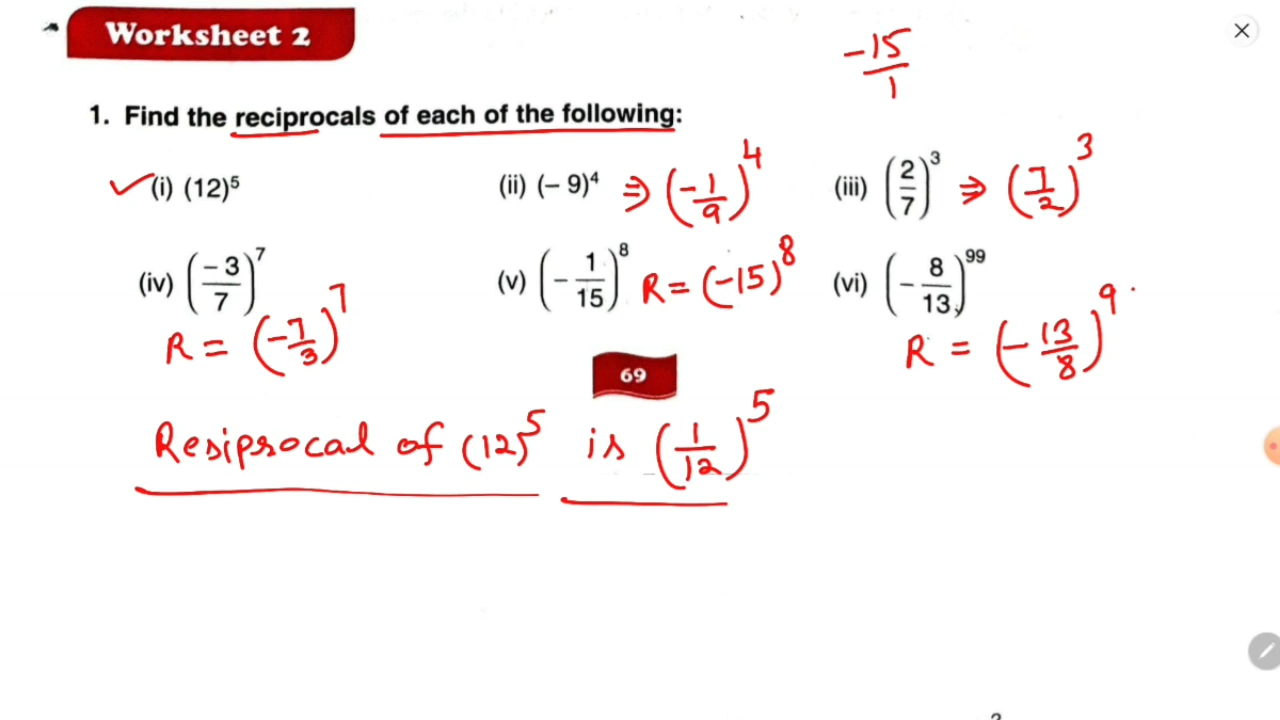 Worksheet 2
-15/1
1. Find the reciprocals of each of the following:
(i) (12)⁵ (ii) (– 9)⁴ ⇒ (-1/9)⁴ (iii) (2/7)³ ⇒ (7/2)³
(iv) (–3/7)⁷ (v) (– 1/15)⁸ R = (-15)⁸ (vi) (– 8/13)⁹⁹
R = (-7/3)⁷ R = (-13/8)⁹
69
Resiprocal of (12)⁵ is (1/12)⁵